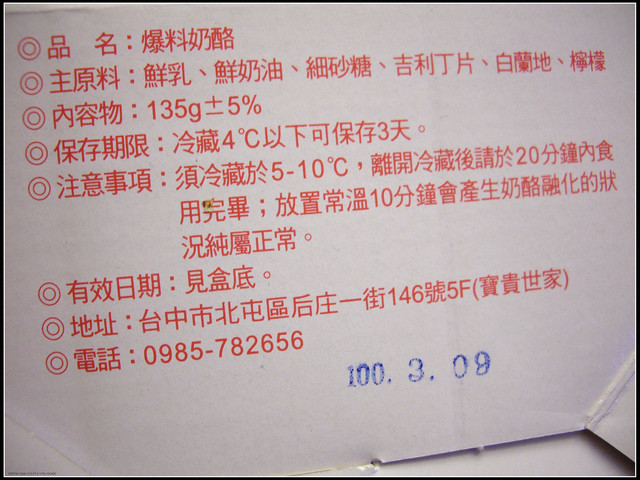 ◎品　名：爆料奶酪
◎主原料：鮮乳、鮮奶油、細砂糖、吉利丁片、白蘭地、檸檬
◎內容物：135g±5%
◎保存期限：冷藏4℃以下可保存3天。
◎注意事項：須冷藏於5-10℃，離開冷藏後請於20分鐘內食
用完畢；放置常溫10分鐘會產生奶酪融化的狀
況純屬正常。
◎有效日期：見盒底。
◎地址：台中市北屯區后庄一街146號5F(寶貴世家)
◎電話：0985-782656
100. 3. 09